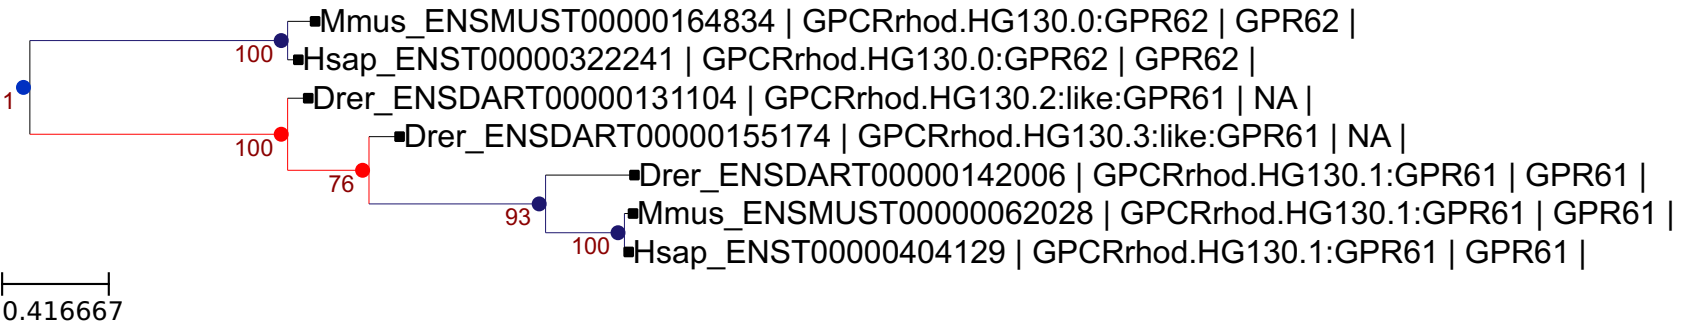 Mmus_ENSMUST00000164834 | GPCRrhod.HG130.0:GPR62 | GPR62 |
100
Hsap_ENST00000322241 | GPCRrhod.HG130.0:GPR62 | GPR62 |
1
Drer_ENSDART00000131104 | GPCRrhod.HG130.2:like:GPR61 | NA |
100
Drer_ENSDART00000155174 | GPCRrhod.HG130.3:like:GPR61 | NA |
76
Drer_ENSDART00000142006 | GPCRrhod.HG130.1:GPR61 | GPR61 |
93
Mmus_ENSMUST00000062028 | GPCRrhod.HG130.1:GPR61 | GPR61 |
100
Hsap_ENST00000404129 | GPCRrhod.HG130.1:GPR61 | GPR61 |
0.416667